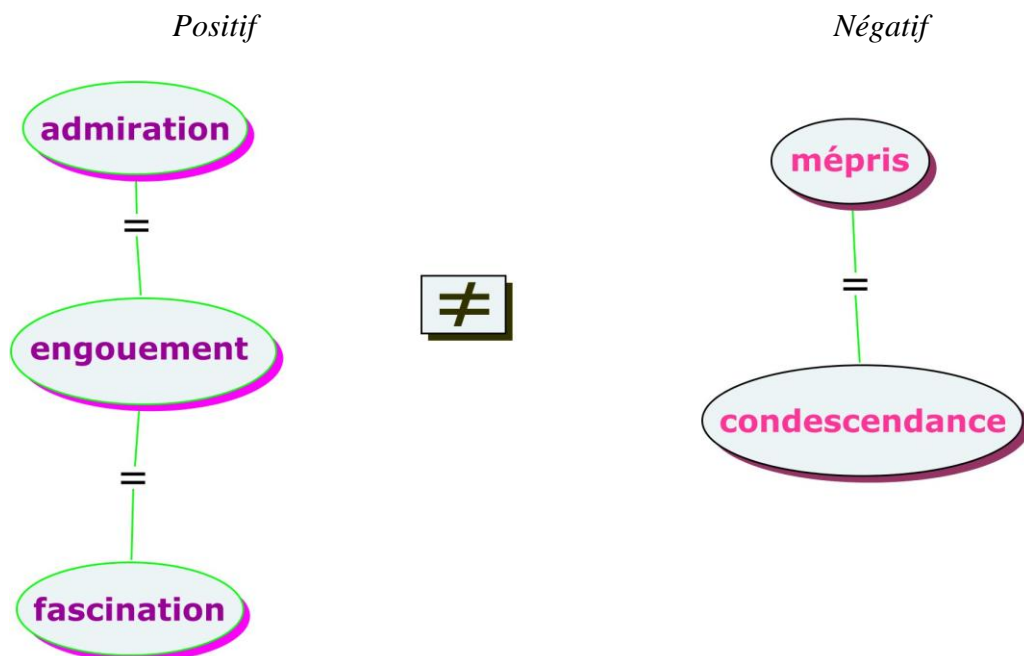 Positif
Négatif
admiration
=
engouement
=
fascination
≠
mépris
=
condescendance